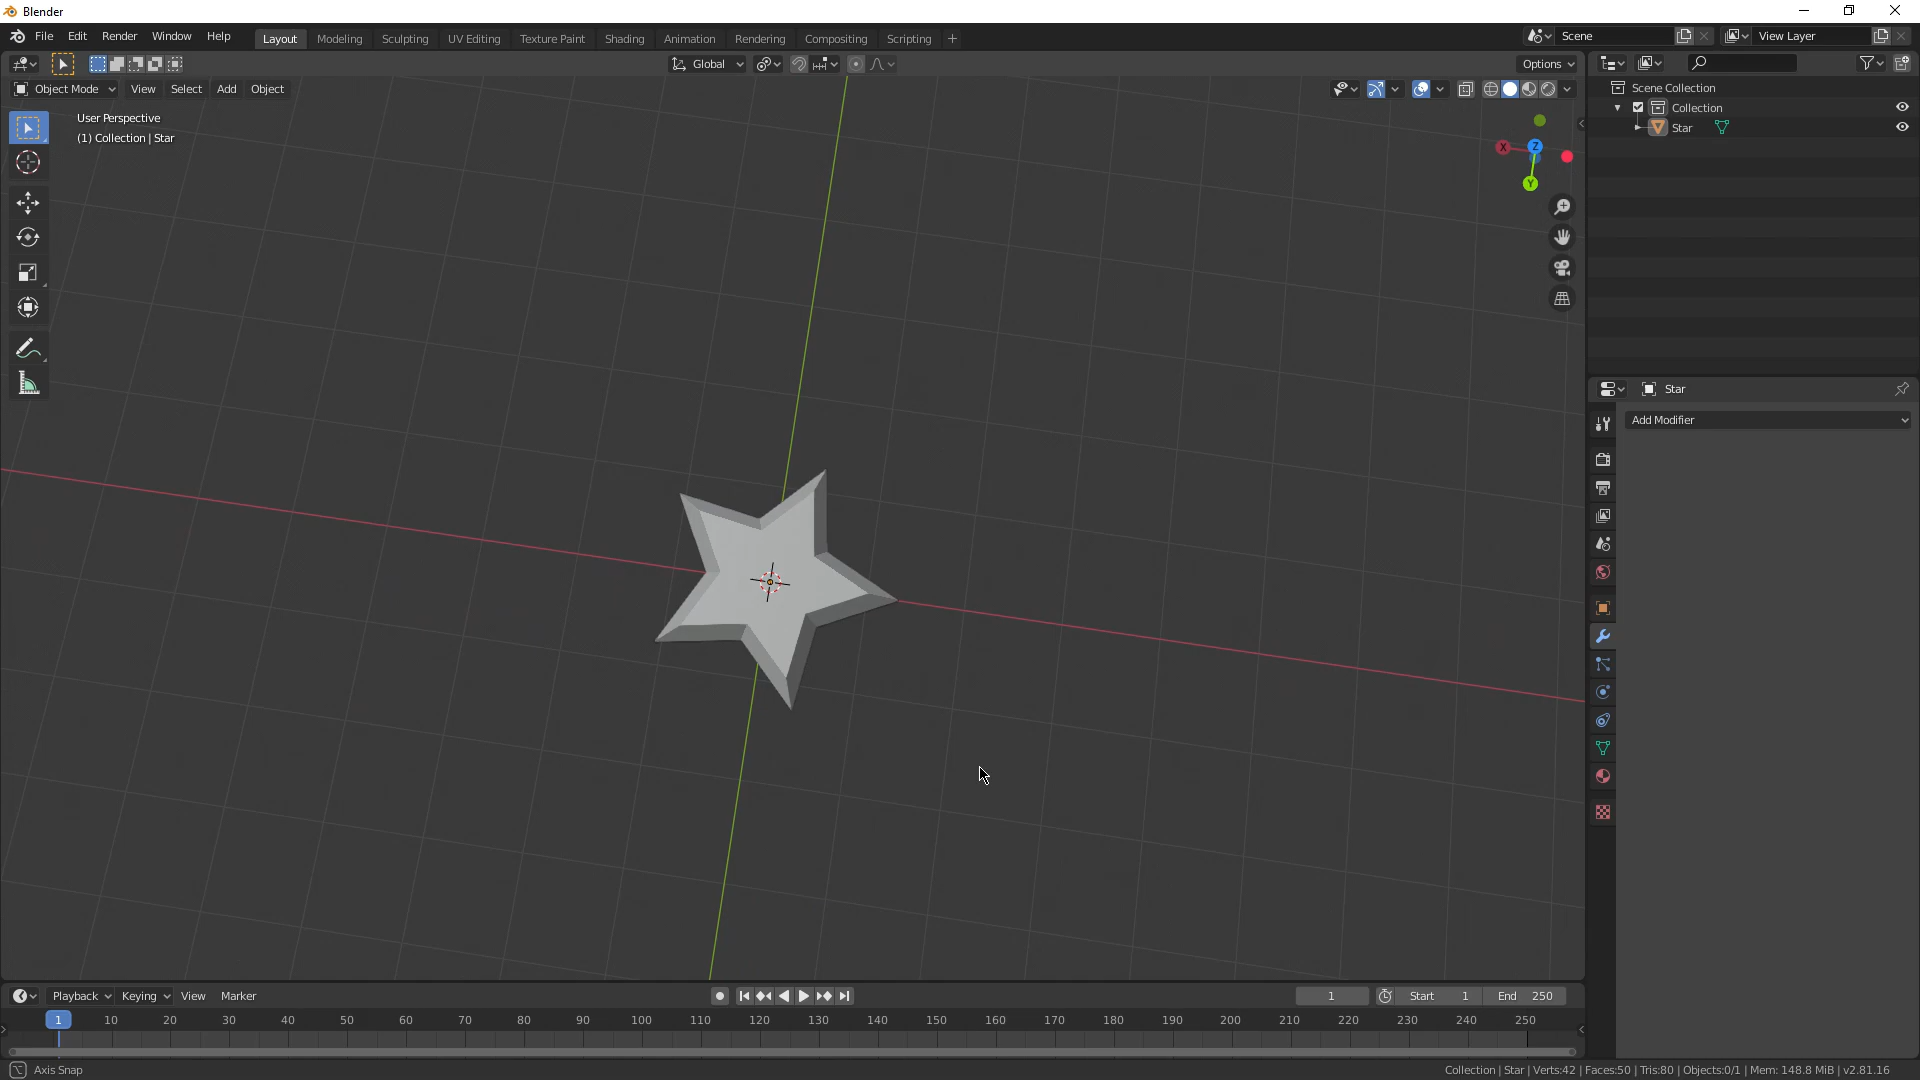 Blender
File Edit Render Window Help Layout Modeling Sculpting UV Editing Texture Paint Shading Animation Rendering Compositing Scripting + Scene View Layer
Global Options
Object Mode View Select Add Object
User Perspective
(1) Collection | Star
Z
X
Y
Scene Collection
Collection
Star
Star
Add Modifier
Playback Keying View Marker 1 Start 1 End 250
1 10 20 30 40 50 60 70 80 90 100 110 120 130 140 150 160 170 180 190 200 210 220 230 240 250
Axis Snap Collection | Star | Verts:42 | Faces:50 | Tris:80 | Objects:0/1 | Mem: 148.8 MiB | v2.81.16